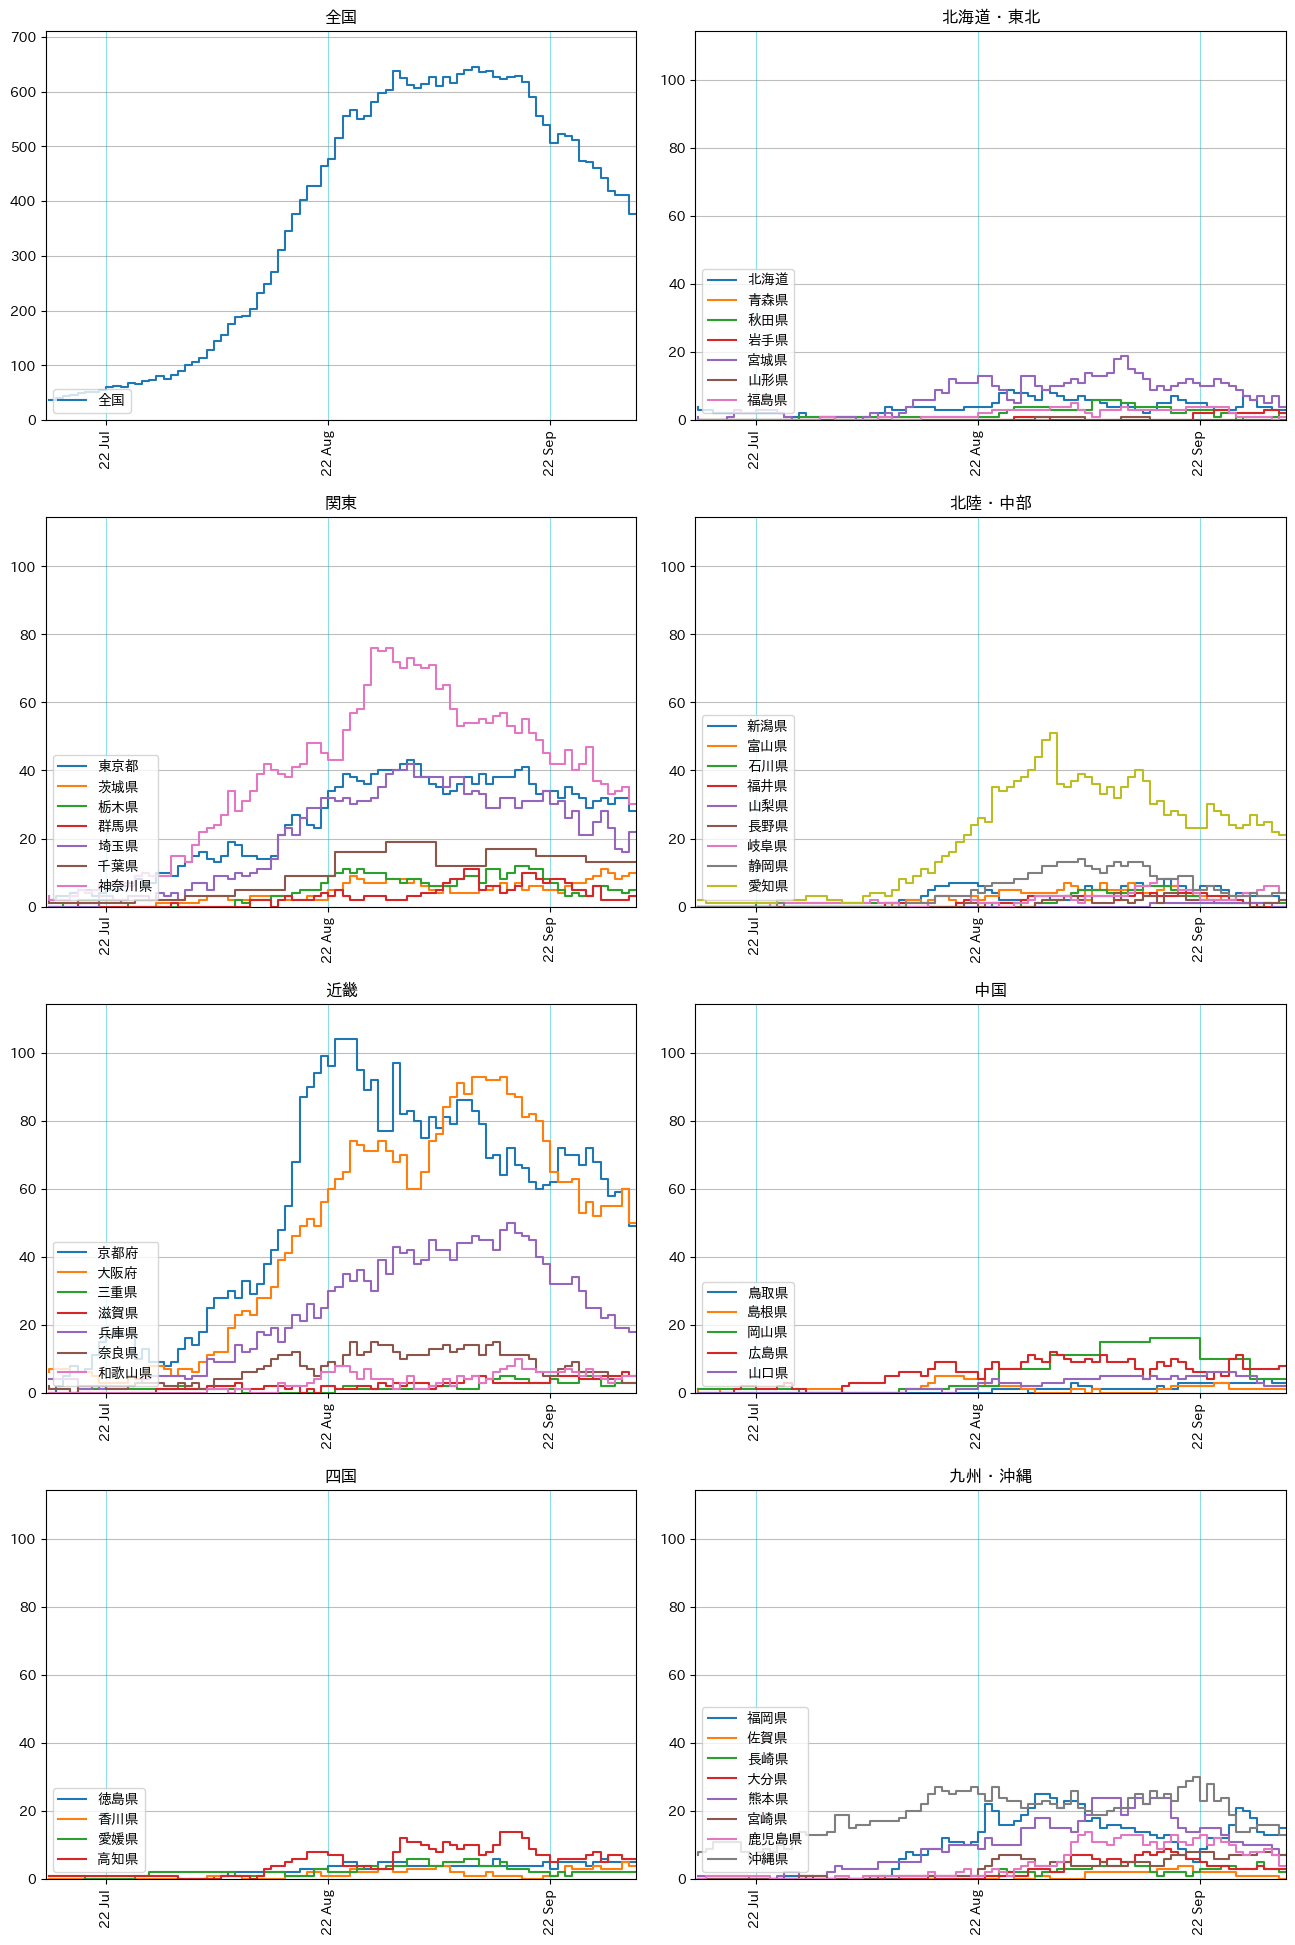 全国
700
600
500
400
300
200
100
0
全国
22 Jul
22 Aug
22 Sep
北海道・東北
100
80
60
40
20
0
北海道
青森県
秋田県
岩手県
宮城県
山形県
福島県
22 Jul
22 Aug
22 Sep
関東
100
80
60
40
20
0
東京都
茨城県
栃木県
群馬県
埼玉県
千葉県
神奈川県
22 Jul
22 Aug
22 Sep
北陸・中部
100
80
60
40
20
0
新潟県
富山県
石川県
福井県
山梨県
長野県
岐阜県
静岡県
愛知県
22 Jul
22 Aug
22 Sep
近畿
100
80
60
40
20
0
京都府
大阪府
三重県
滋賀県
兵庫県
奈良県
和歌山県
22 Jul
22 Aug
22 Sep
中国
100
80
60
40
20
0
鳥取県
島根県
岡山県
広島県
山口県
22 Jul
22 Aug
22 Sep
四国
100
80
60
40
20
0
徳島県
香川県
愛媛県
高知県
22 Jul
22 Aug
22 Sep
九州・沖縄
100
80
60
40
20
0
福岡県
佐賀県
長崎県
大分県
熊本県
宮崎県
鹿児島県
沖縄県
22 Jul
22 Aug
22 Sep